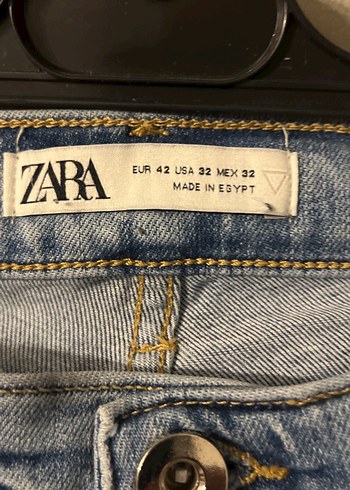 ZARA
EUR 42 USA 32 MEX 32
MADE IN EGYPT